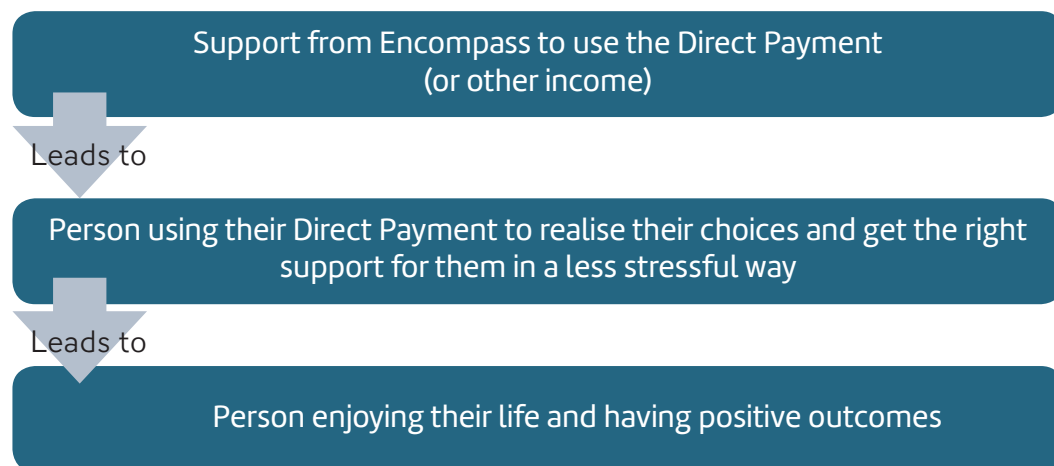 Support from Encompass to use the Direct Payment
(or other income)
Leads to
Person using their Direct Payment to realise their choices and get the right
support for them in a less stressful way
Leads to
Person enjoying their life and having positive outcomes